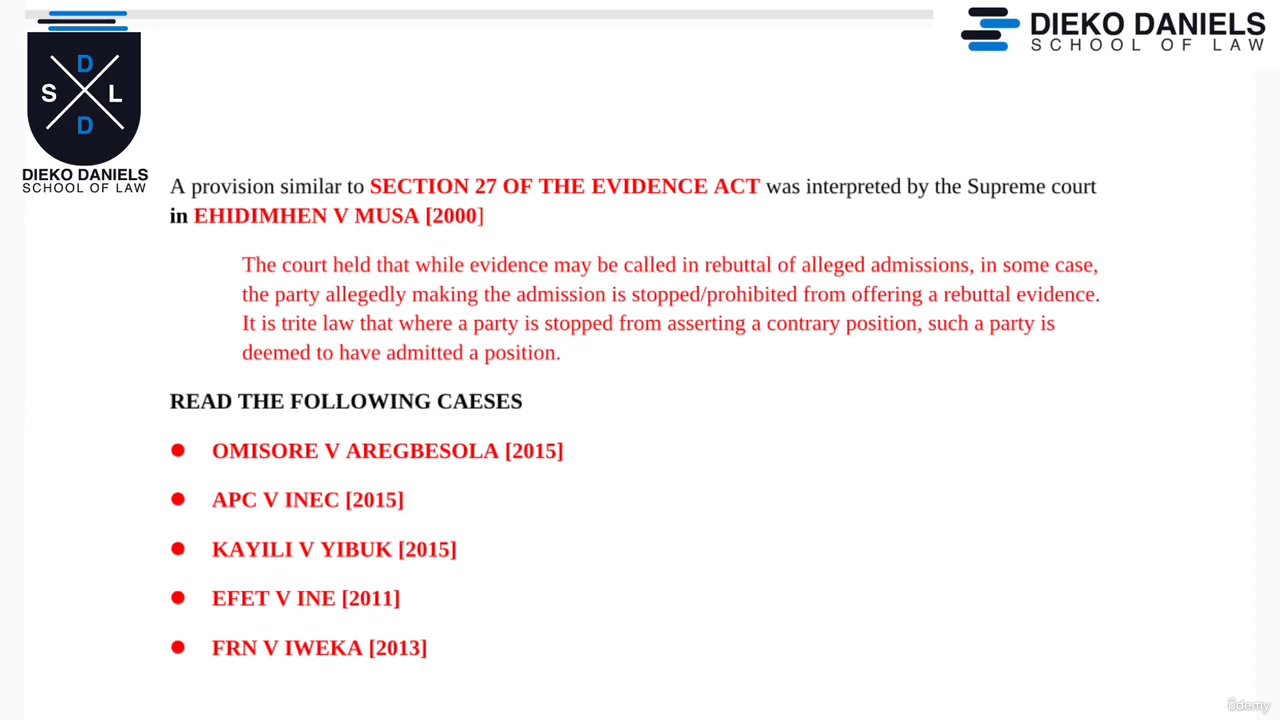 DIEKO DANIELS
SCHOOL OF LAW
D
S L
D
DIEKO DANIELS
SCHOOL OF LAW
A provision similar to SECTION 27 OF THE EVIDENCE ACT was interpreted by the Supreme court
in EHIDIMHEN V MUSA [2000]
The court held that while evidence may be called in rebuttal of alleged admissions, in some case,
the party allegedly making the admission is stopped/prohibited from offering a rebuttal evidence.
It is trite law that where a party is stopped from asserting a contrary position, such a party is
deemed to have admitted a position.
READ THE FOLLOWING CAESES
● OMISORE V AREGBESOLA [2015]
● APC V INEC [2015]
● KAYILI V YIBUK [2015]
● EFET V INE [2011]
● FRN V IWEKA [2013]
ûdemy